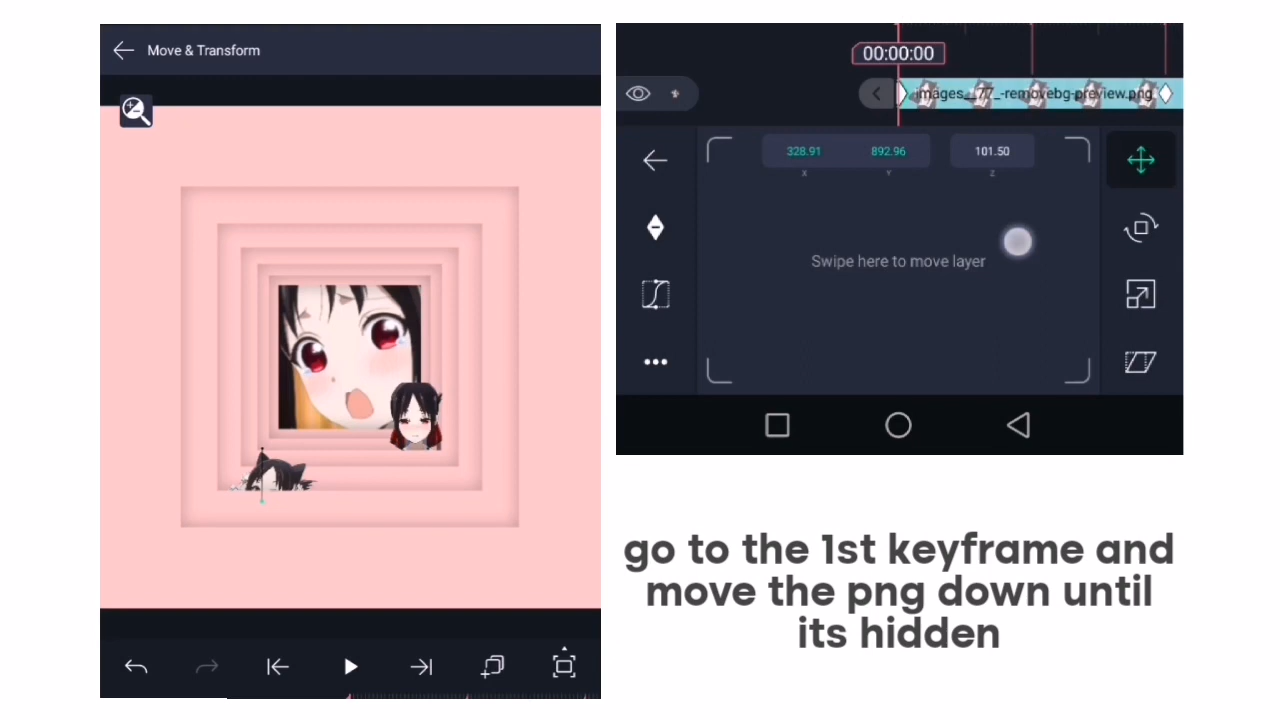 Move & Transform
00:00:00
images__77_-removebg-preview.png
328.91 892.96 101.50
X Y Z
Swipe here to move layer
go to the 1st keyframe and
move the png down until
its hidden